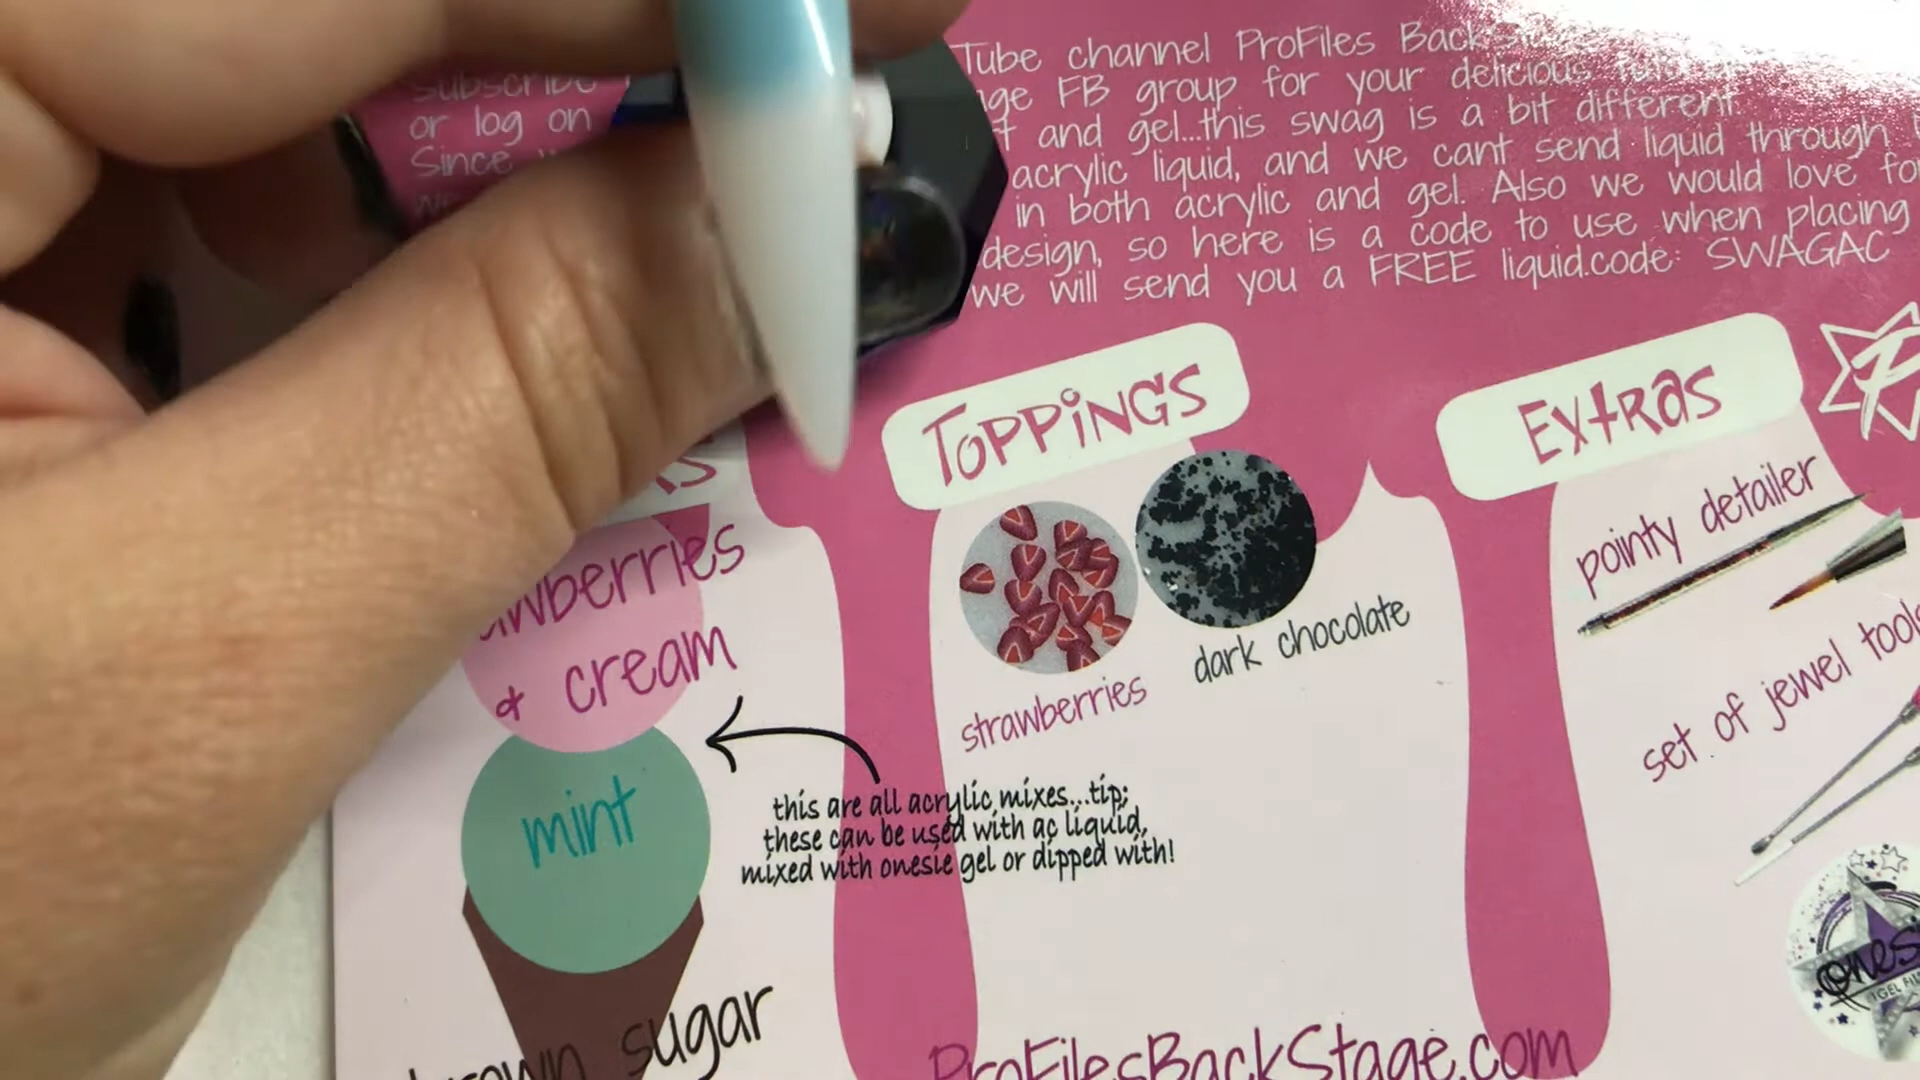 Tube channel ProFiles
subscribe
FB group for your delicious
or log on
and gel...this swag is a bit different.
Since
acrylic liquid, and we cant send liquid through
in both acrylic and gel. Also we would love
design, so here is a code to use when placing
we will send you a FREE liquid.code: SWAGAC
TOPPiNGS
ExtRas
pointy detailer
strawberries
dark chocolate
set of jewel
& cream
mint
this are all acrylic mixes...tip:
these can be used with ac liquid,
mixed with onesie gel or dipped with!
sugar
ProFilesBackStage.com